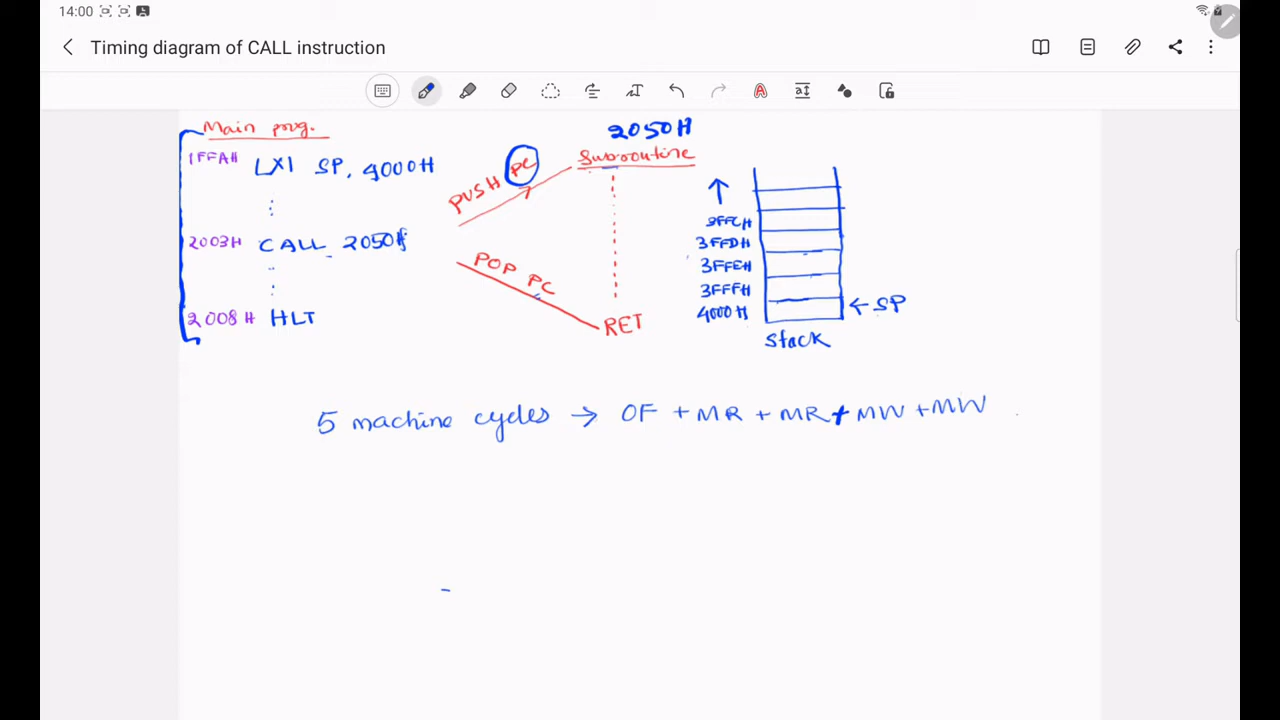 14:00
Timing diagram of CALL instruction
Main prog.
1FFAH LXI SP, 4000H
2003H CALL 2050H
2008H HLT
PUSH PC
POP PC
2050H
Subroutine
RET
3FFCH
3FFDH
3FFEH
3FFFH
4000H ← SP
Stack
5 machine cycles → OF + MR + MR + MW + MW